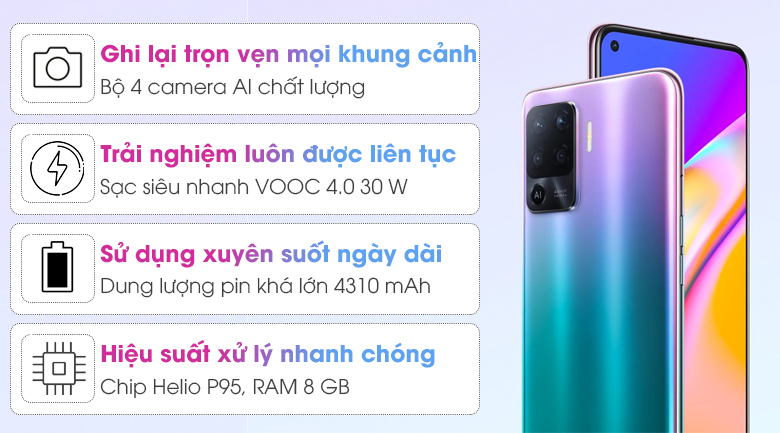 Ghi lại trọn vẹn mọi khung cảnh
Bộ 4 camera AI chất lượng
Trải nghiệm luôn được liên tục
Sạc siêu nhanh VOOC 4.0 30 W
Sử dụng xuyên suốt ngày dài
Dung lượng pin khá lớn 4310 mAh
Hiệu suất xử lý nhanh chóng
Chip Helio P95, RAM 8 GB
AI